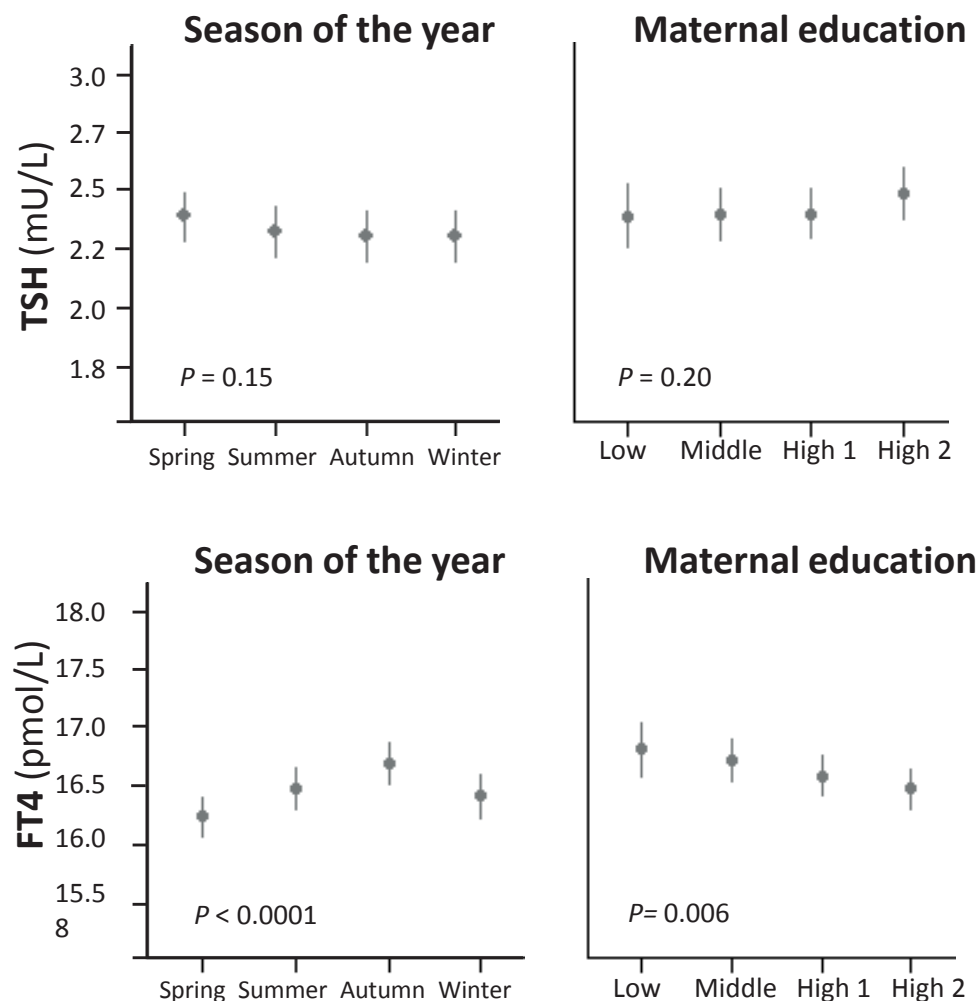 Season of the year
Maternal education
TSH (mU/L)
3.0
2.7
2.5
2.2
2.0
1.8
P = 0.15
P = 0.20
Spring Summer Autumn Winter
Low Middle High 1 High 2
Season of the year
Maternal education
FT4 (pmol/L)
18.0
17.5
17.0
16.5
16.0
15.5
8
P < 0.0001
P= 0.006
Spring Summer Autumn Winter
Low Middle High 1 High 2